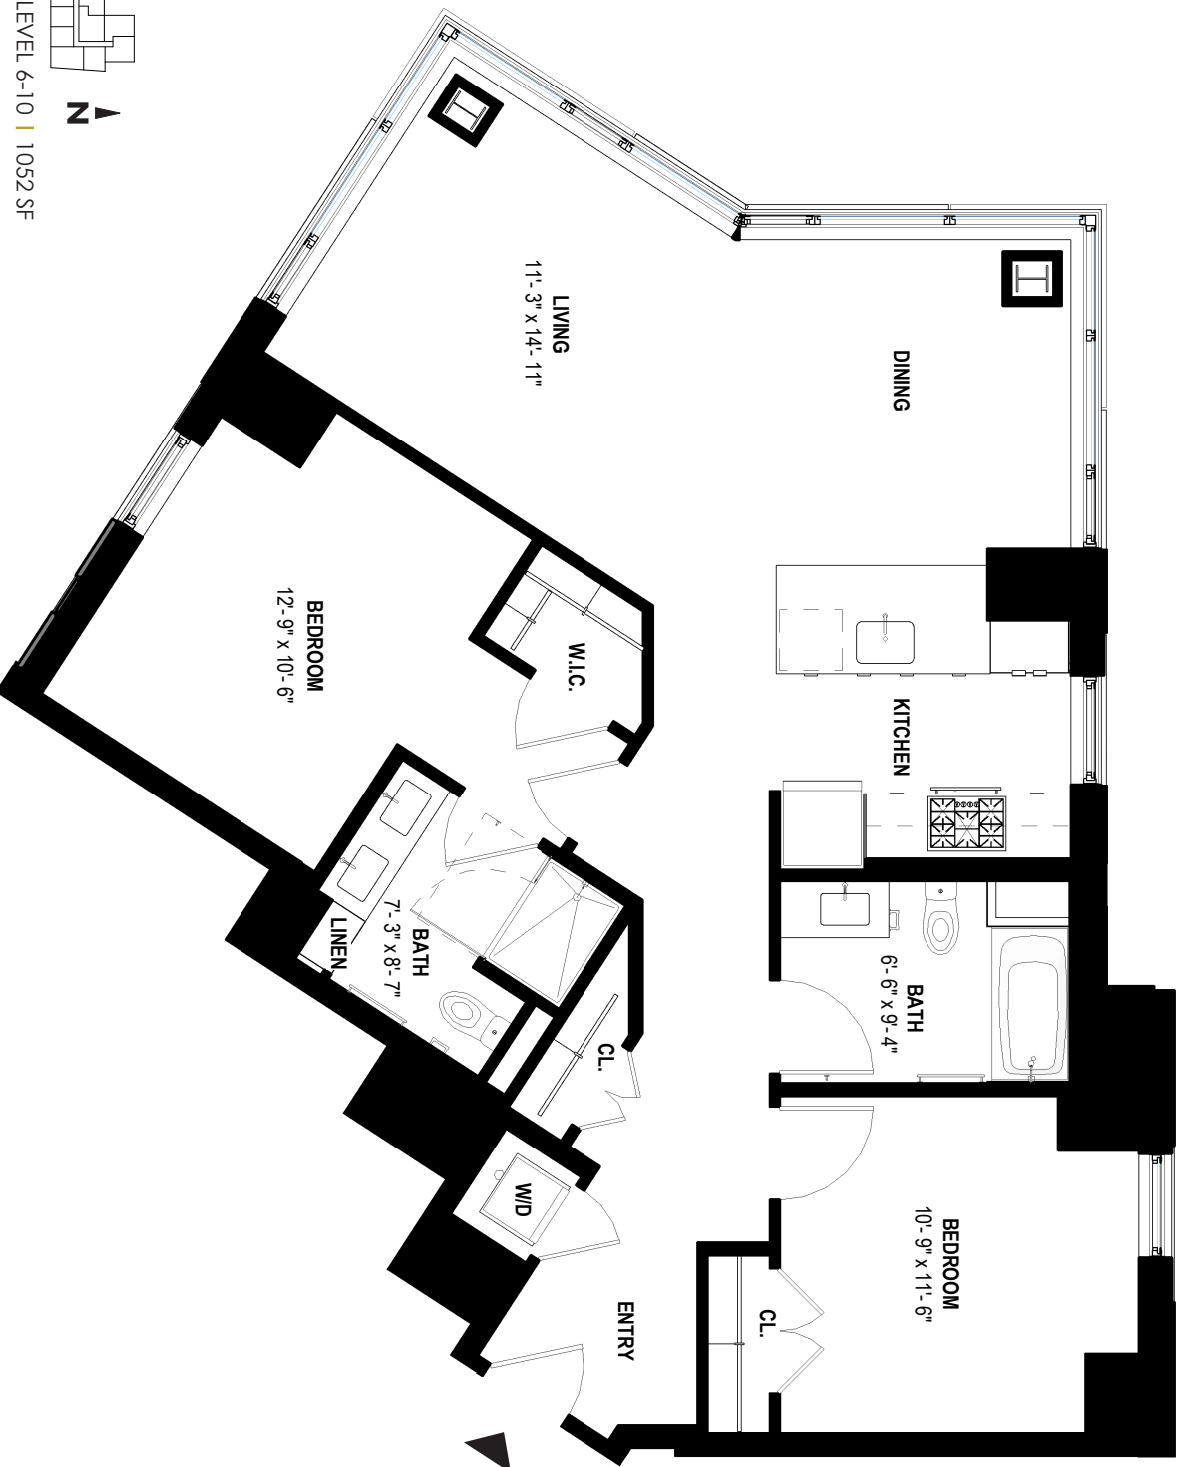 LEVEL 6-10 | 1052 SF
N
LIVING
11'- 3" x 14'- 11"
DINING
BEDROOM
12'- 9" x 10'- 6"
W.I.C.
KITCHEN
LINEN
BATH
7'- 3" x 8'- 7"
BATH
6'- 6" x 9'- 4"
CL.
W/D
BEDROOM
10'- 9" x 11'- 6"
CL.
ENTRY